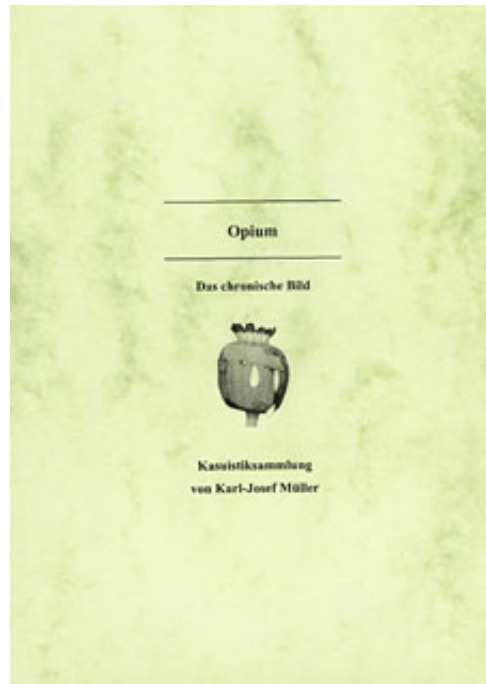 Opium
Das chronische Bild
Kasuistiksammlung
von Karl-Josef Müller